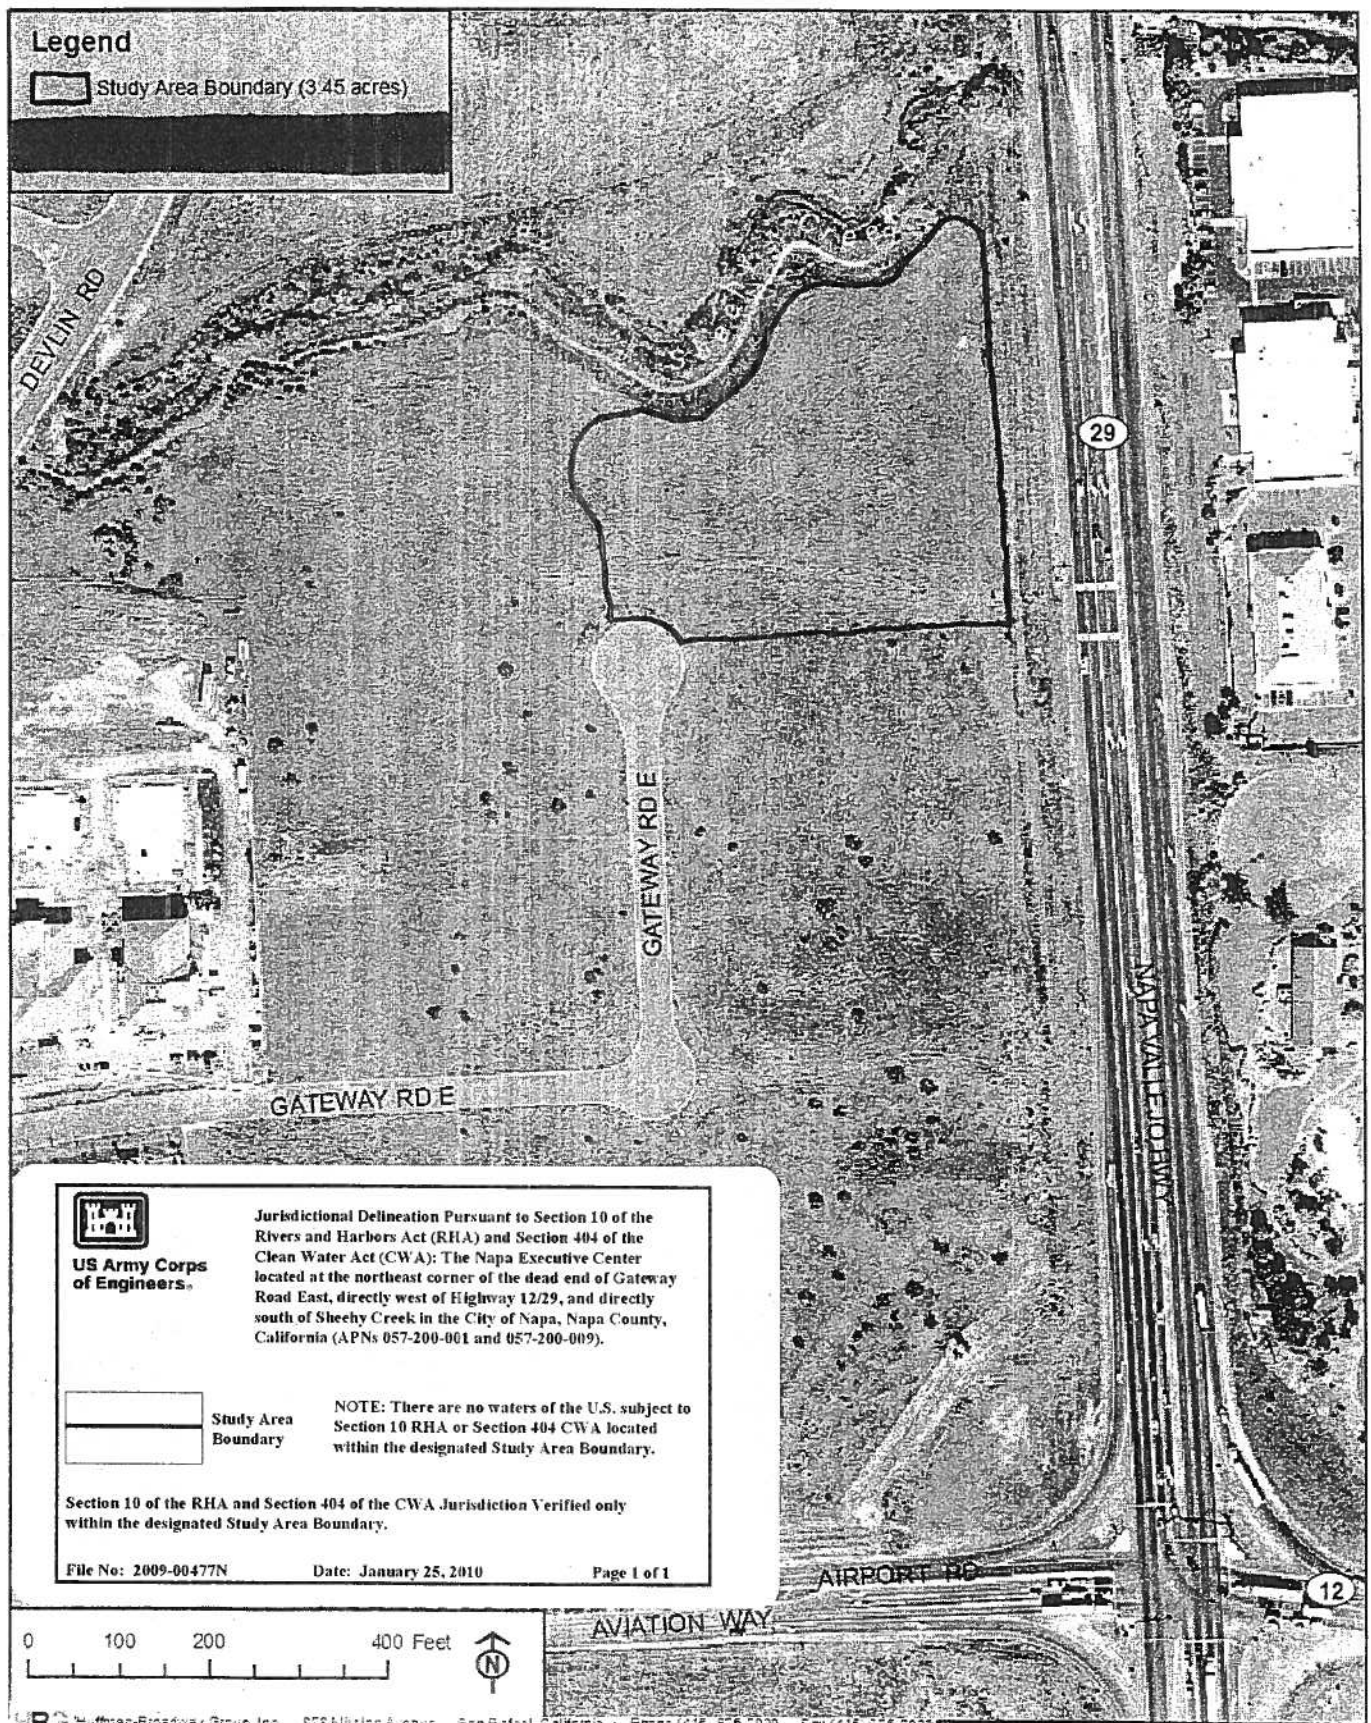 Legend
Study Area Boundary (3.45 acres)
DEVLIN RD
29
GATEWAY RD E
NAPA VALLEJO HWY
GATEWAY RD E
US Army Corps
of Engineers®
Jurisdictional Delineation Pursuant to Section 10 of the
Rivers and Harbors Act (RHA) and Section 404 of the
Clean Water Act (CWA): The Napa Executive Center
located at the northeast corner of the dead end of Gateway
Road East, directly west of Highway 12/29, and directly
south of Sheehy Creek in the City of Napa, Napa County,
California (APNs 057-200-001 and 057-200-009).
Study Area
Boundary
NOTE: There are no waters of the U.S. subject to
Section 10 RHA or Section 404 CWA located
within the designated Study Area Boundary.
Section 10 of the RHA and Section 404 of the CWA Jurisdiction Verified only
within the designated Study Area Boundary.
File No: 2009-00477N Date: January 25, 2010 Page 1 of 1
AIRPORT RD
12
AVIATION WAY
0 100 200 400 Feet
N
Huffman-Broadway Group, Inc. San Rafael, California